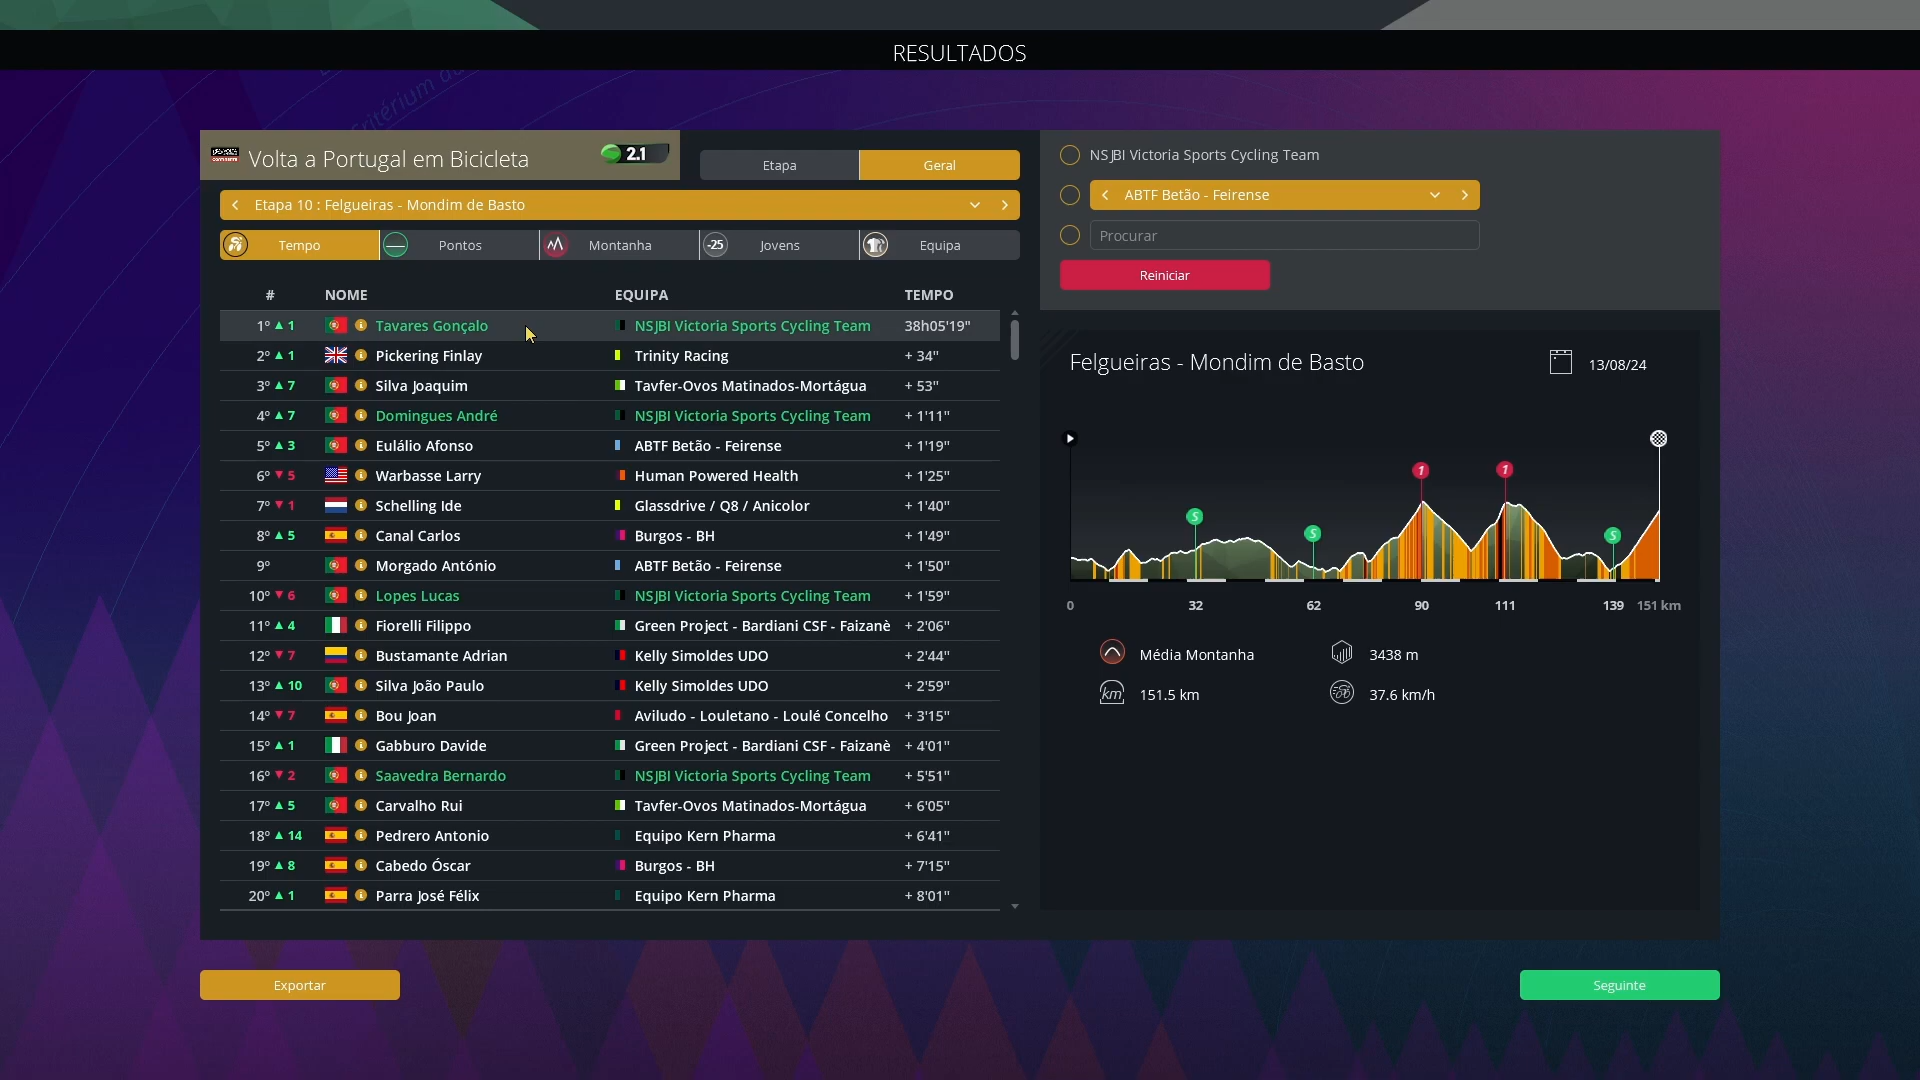 RESULTADOS
Volta a Portugal em Bicicleta
2.1
Etapa Geral
Etapa 10 : Felgueiras - Mondim de Basto
Tempo Pontos Montanha -25 Jovens Equipa
# NOME EQUIPA TEMPO
1º ▲ 1 Tavares Gonçalo NSJBI Victoria Sports Cycling Team 38h05'19''
2º ▲ 1 Pickering Finlay Trinity Racing + 34''
3º ▲ 7 Silva Joaquim Tavfer-Ovos Matinados-Mortágua + 53''
4º ▲ 7 Domingues André NSJBI Victoria Sports Cycling Team + 1'11''
5º ▲ 3 Eulálio Afonso ABTF Betão - Feirense + 1'19''
6º ▼ 5 Warbasse Larry Human Powered Health + 1'25''
7º ▼ 1 Schelling Ide Glassdrive / Q8 / Anicolor + 1'40''
8º ▲ 5 Canal Carlos Burgos - BH + 1'49''
9º Morgado António ABTF Betão - Feirense + 1'50''
10º ▼ 6 Lopes Lucas NSJBI Victoria Sports Cycling Team + 1'59''
11º ▲ 4 Fiorelli Filippo Green Project - Bardiani CSF - Faizanè + 2'06''
12º ▼ 7 Bustamante Adrian Kelly Simoldes UDO + 2'44''
13º ▲ 10 Silva João Paulo Kelly Simoldes UDO + 2'59''
14º ▼ 7 Bou Joan Aviludo - Louletano - Loulé Concelho + 3'15''
15º ▲ 1 Gabburo Davide Green Project - Bardiani CSF - Faizanè + 4'01''
16º ▼ 2 Saavedra Bernardo NSJBI Victoria Sports Cycling Team + 5'51''
17º ▲ 5 Carvalho Rui Tavfer-Ovos Matinados-Mortágua + 6'05''
18º ▲ 14 Pedrero Antonio Equipo Kern Pharma + 6'41''
19º ▲ 8 Cabedo Óscar Burgos - BH + 7'15''
20º ▲ 1 Parra José Félix Equipo Kern Pharma + 8'01''
NSJBI Victoria Sports Cycling Team
ABTF Betão - Feirense
Procurar
Reiniciar
Felgueiras - Mondim de Basto 13/08/24
1 1
S S S
0 32 62 90 111 139 151 km
Média Montanha 3438 m
km 151.5 km 37.6 km/h
Exportar Seguinte